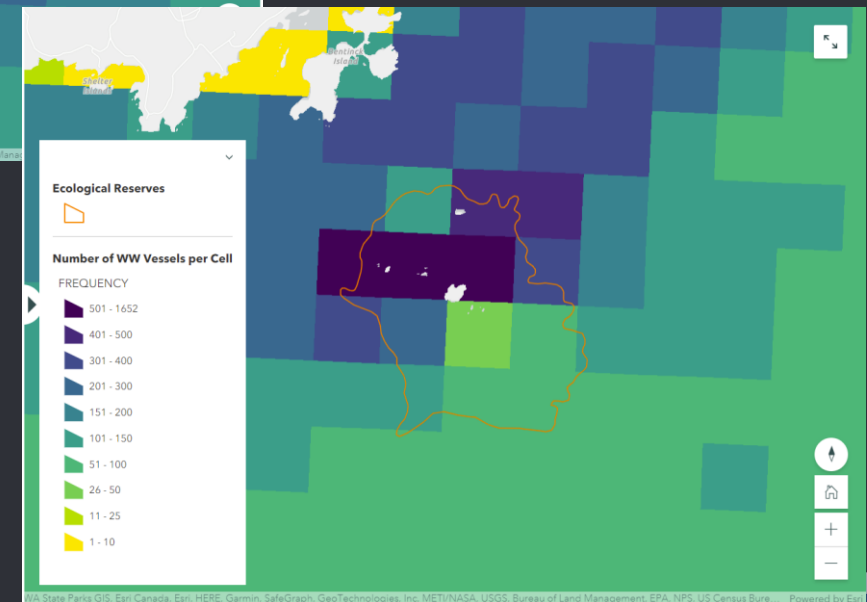 Bentinck
Island
Shelter
Islands
Mana
Ecological Reserves
Number of WW Vessels per Cell
FREQUENCY
501 - 1652
401 - 500
301 - 400
201 - 300
151 - 200
101 - 150
51 - 100
26 - 50
11 - 25
1 - 10
WA State Parks GIS, Esri Canada, Esri, HERE, Garmin, SafeGraph, GeoTechnologies, Inc, METI/NASA, USGS, Bureau of Land Management, EPA, NPS, US Census Bure... Powered by Esri